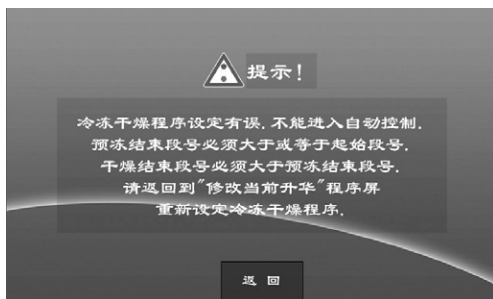 提示!
冷冻干燥程序设定有误,不能进入自动控制.
预冻结束段号必须大于或等于起始段号.
干燥结束段号必须大于预冻结束段号.
请返回到"修改当前升华"程序屏
重新设定冷冻干燥程序.
返 回